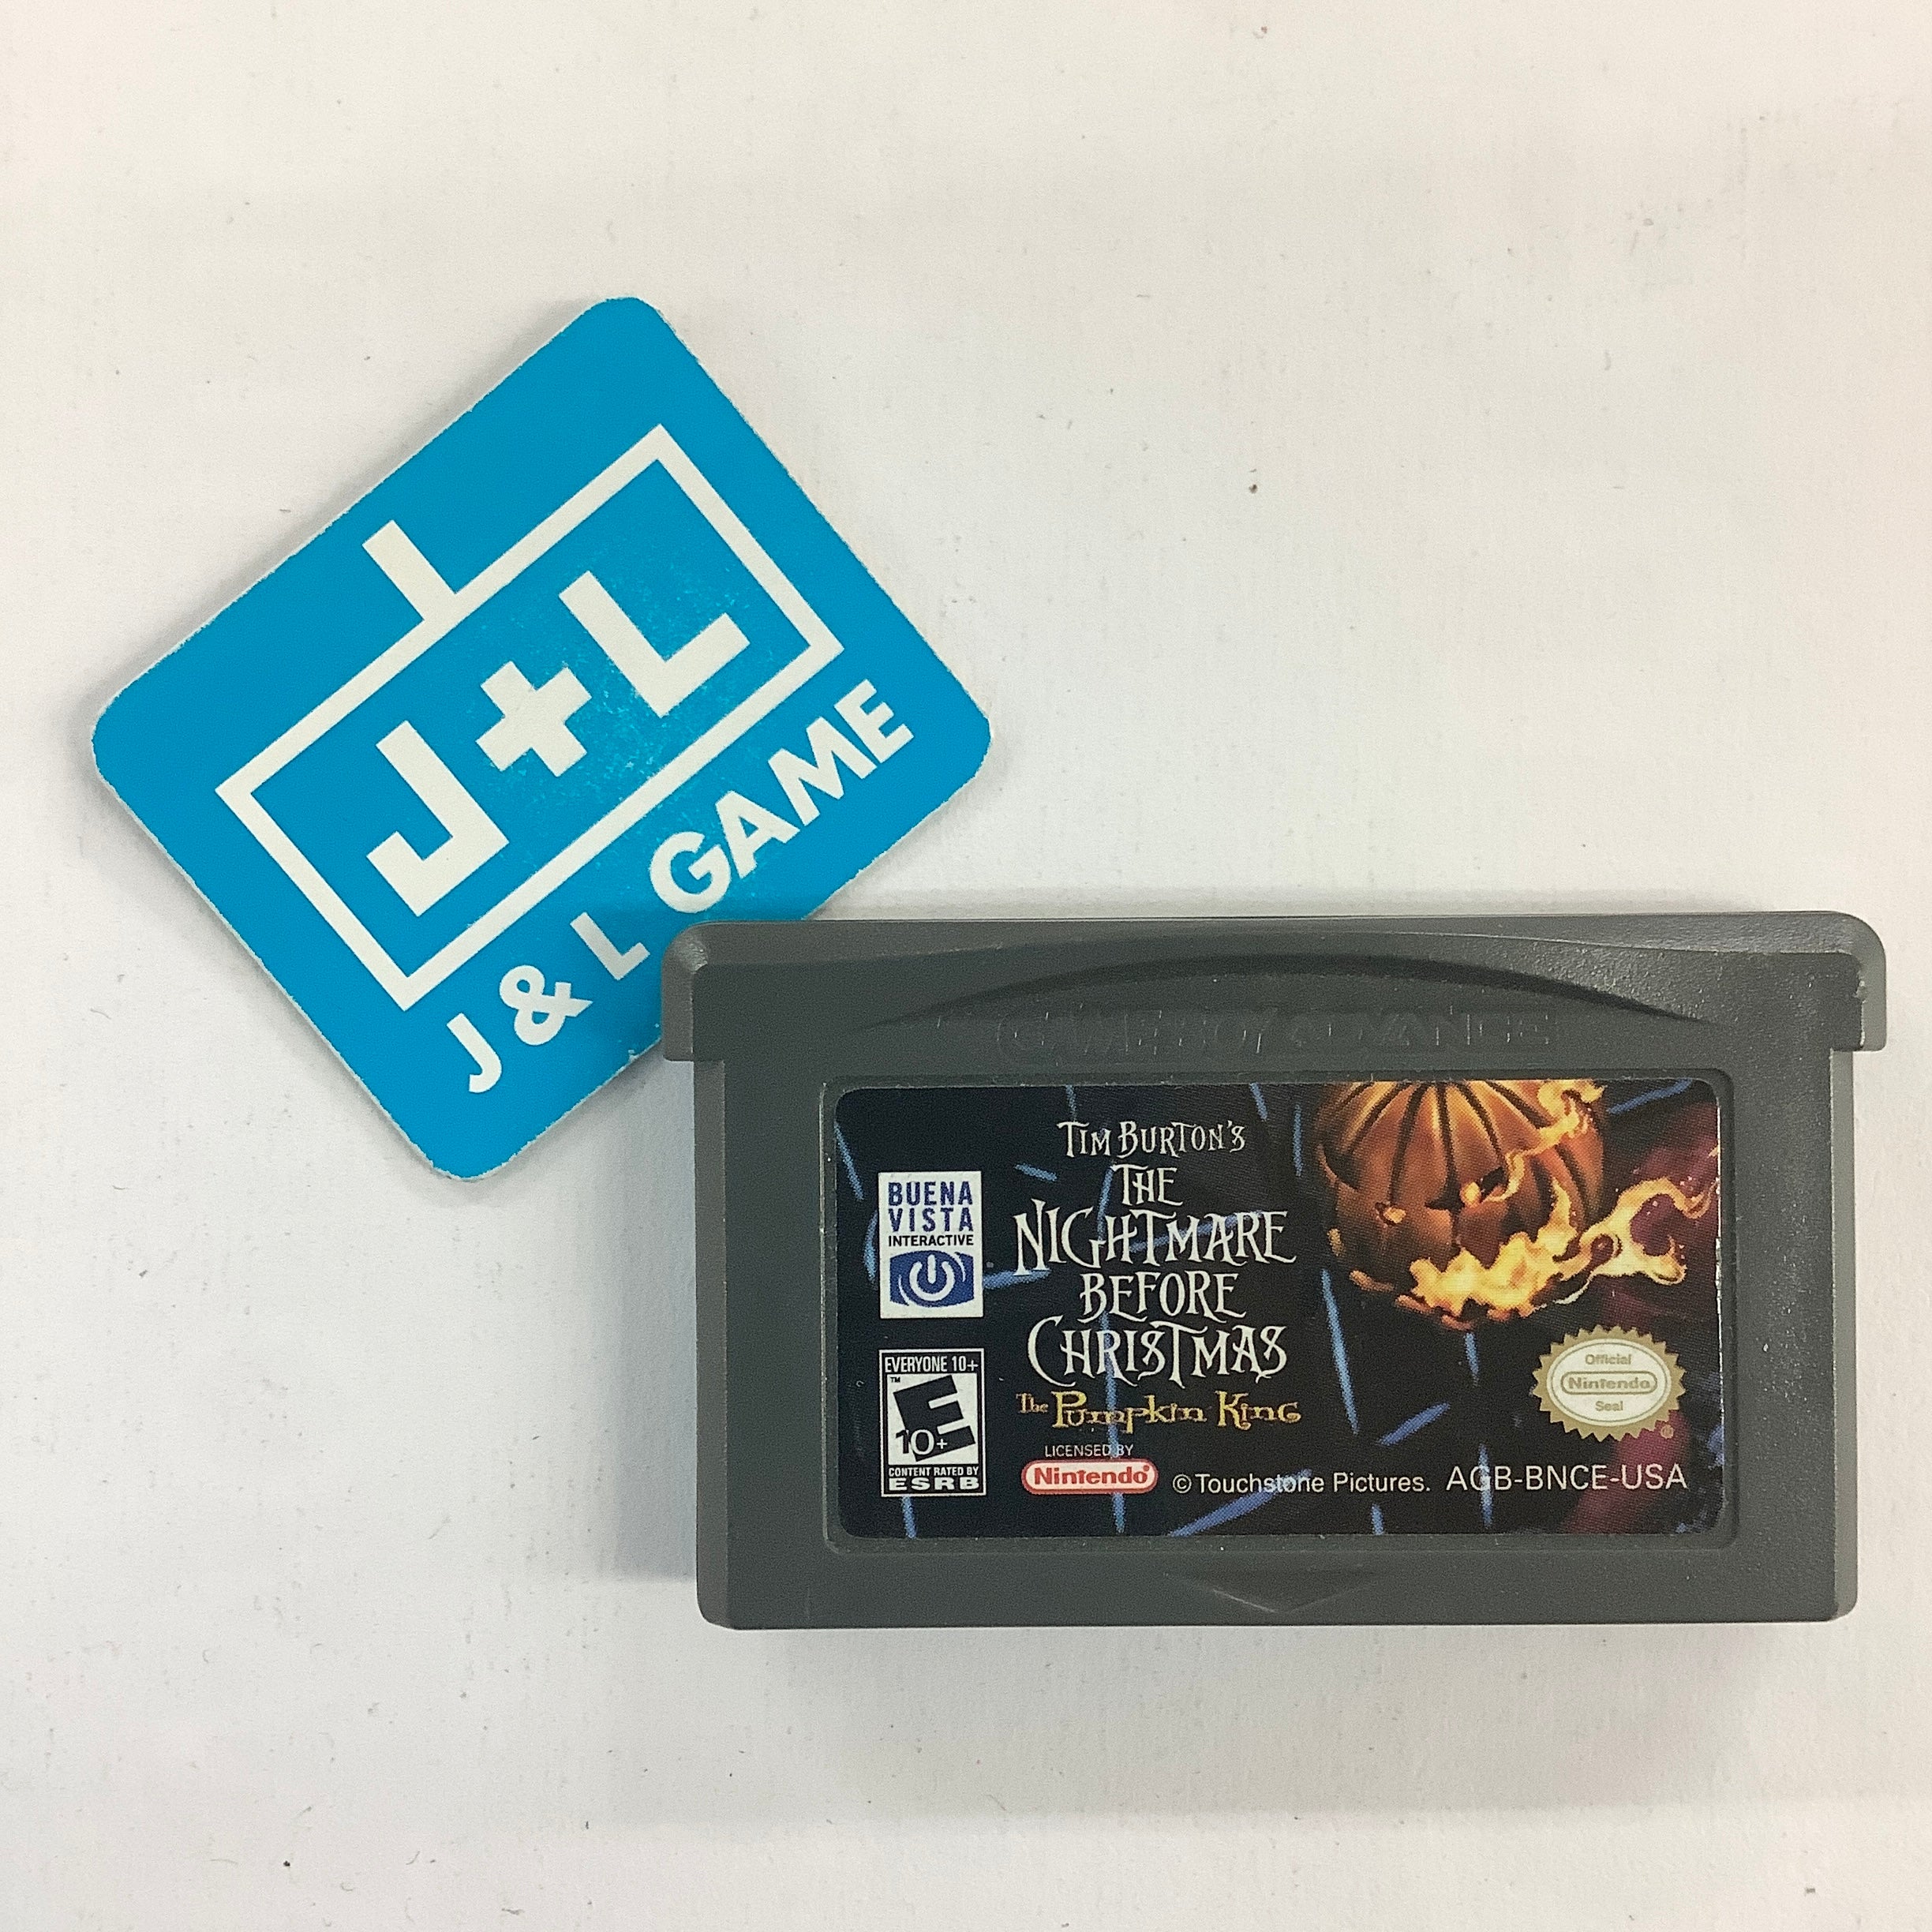 J+L
J & L GAME
GAME BOY ADVANCE
TIM BURTON'S
THE
NIGHTMARE
BEFORE
CHRISTMAS
The Pumpkin King
BUENA
VISTA
INTERACTIVE
EVERYONE 10+
™
E
10+
CONTENT RATED BY
ESRB
LICENSED BY
Nintendo®
© Touchstone Pictures. AGB-BNCE-USA
Official
Nintendo
Seal
®